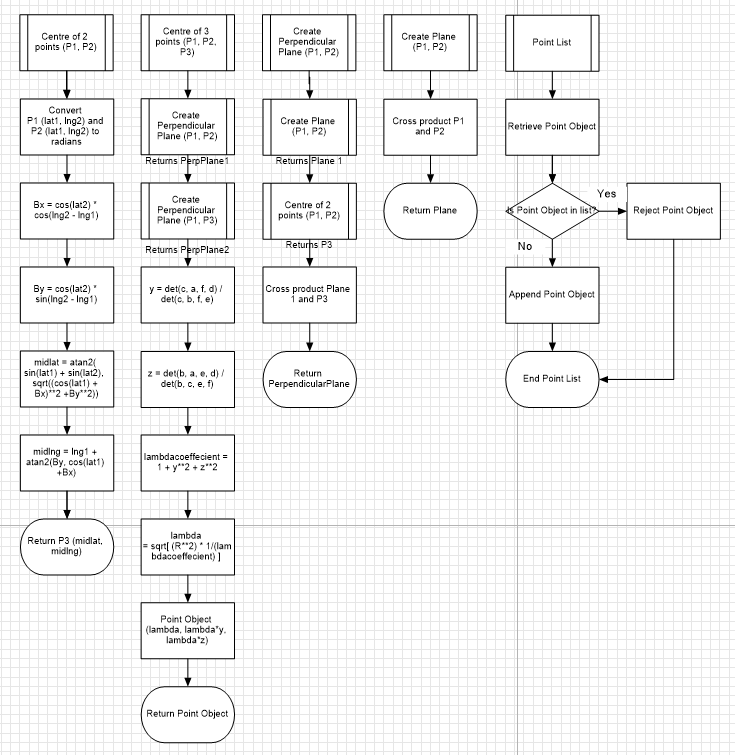 Centre of 2
points (P1, P2)
Convert
P1 (lat1, lng2) and
P2 (lat1, lng2) to
radians
Bx = cos(lat2) *
cos(lng2 - lng1)
By = cos(lat2) *
sin(lng2 - lng1)
midlat = atan2(
sin(lat1) + sin(lat2),
sqrt((cos(lat1) +
Bx)**2 +By**2))
midlng = lng1 +
atan2(By, cos(lat1)
+Bx)
Return P3 (midlat,
midlng)
Centre of 3
points (P1, P2,
P3)
Create
Perpendicular
Plane (P1, P2)
Returns PerpPlane1
Create
Perpendicular
Plane (P1, P3)
Returns PerpPlane2
y = det(c, a, f, d) /
det(c, b, f, e)
z = det(b, a, e, d) /
det(b, c, e, f)
lambdacoeffecient =
1 + y**2 + z**2
lambda
= sqrt[ (R**2) * 1/(lam
bdacoeffecient) ]
Point Object
(lambda, lambda*y,
lambda*z)
Return Point Object
Create
Perpendicular
Plane (P1, P2)
Create Plane
(P1, P2)
Returns Plane 1
Centre of 2
points (P1, P2)
Returns P3
Cross product Plane
1 and P3
Return
PerpendicularPlane
Create Plane
(P1, P2)
Cross product P1
and P2
Return Plane
Point List
Retrieve Point Object
Is Point Object in list?
Yes
Reject Point Object
No
Append Point Object
End Point List